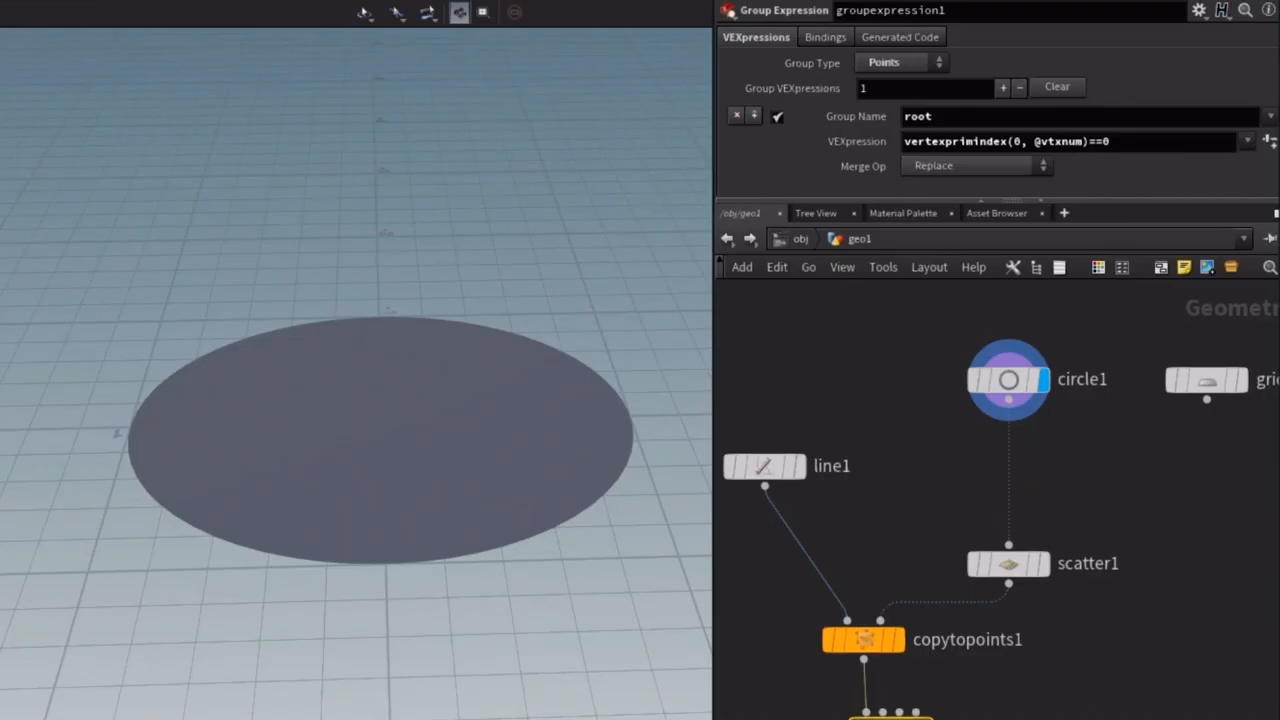 Group Expression groupexpression1
VEXpressions Bindings Generated Code
Group Type Points
Group VEXpressions 1 + - Clear
Group Name root
VEXpression vertexprimindex(0, @vtxnum)==0
Merge Op Replace
/obj/geo1 × Tree View × Material Palette × Asset Browser × +
obj geo1
Add Edit Go View Tools Layout Help
Geometr
circle1
gri
line1
scatter1
copytopoints1